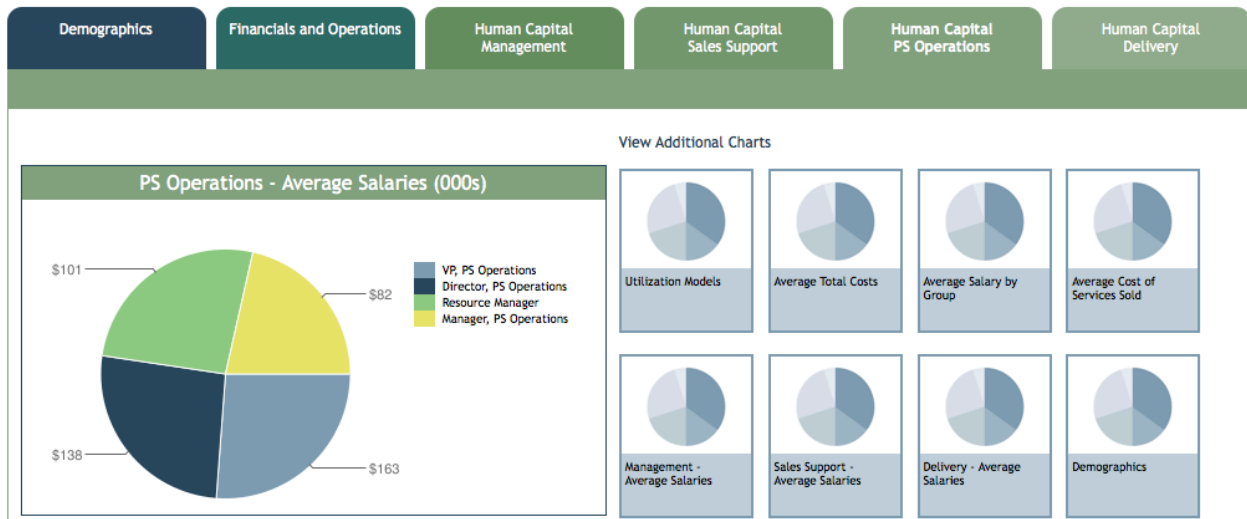 Demographics
Financials and Operations
Human Capital
Management
Human Capital
Sales Support
Human Capital
PS Operations
Human Capital
Delivery
View Additional Charts
PS Operations - Average Salaries (000s)
$101
$82
$138
$163
VP, PS Operations
Director, PS Operations
Resource Manager
Manager, PS Operations
Utilization Models
Average Total Costs
Average Salary by
Group
Average Cost of
Services Sold
Management -
Average Salaries
Sales Support -
Average Salaries
Delivery - Average
Salaries
Demographics